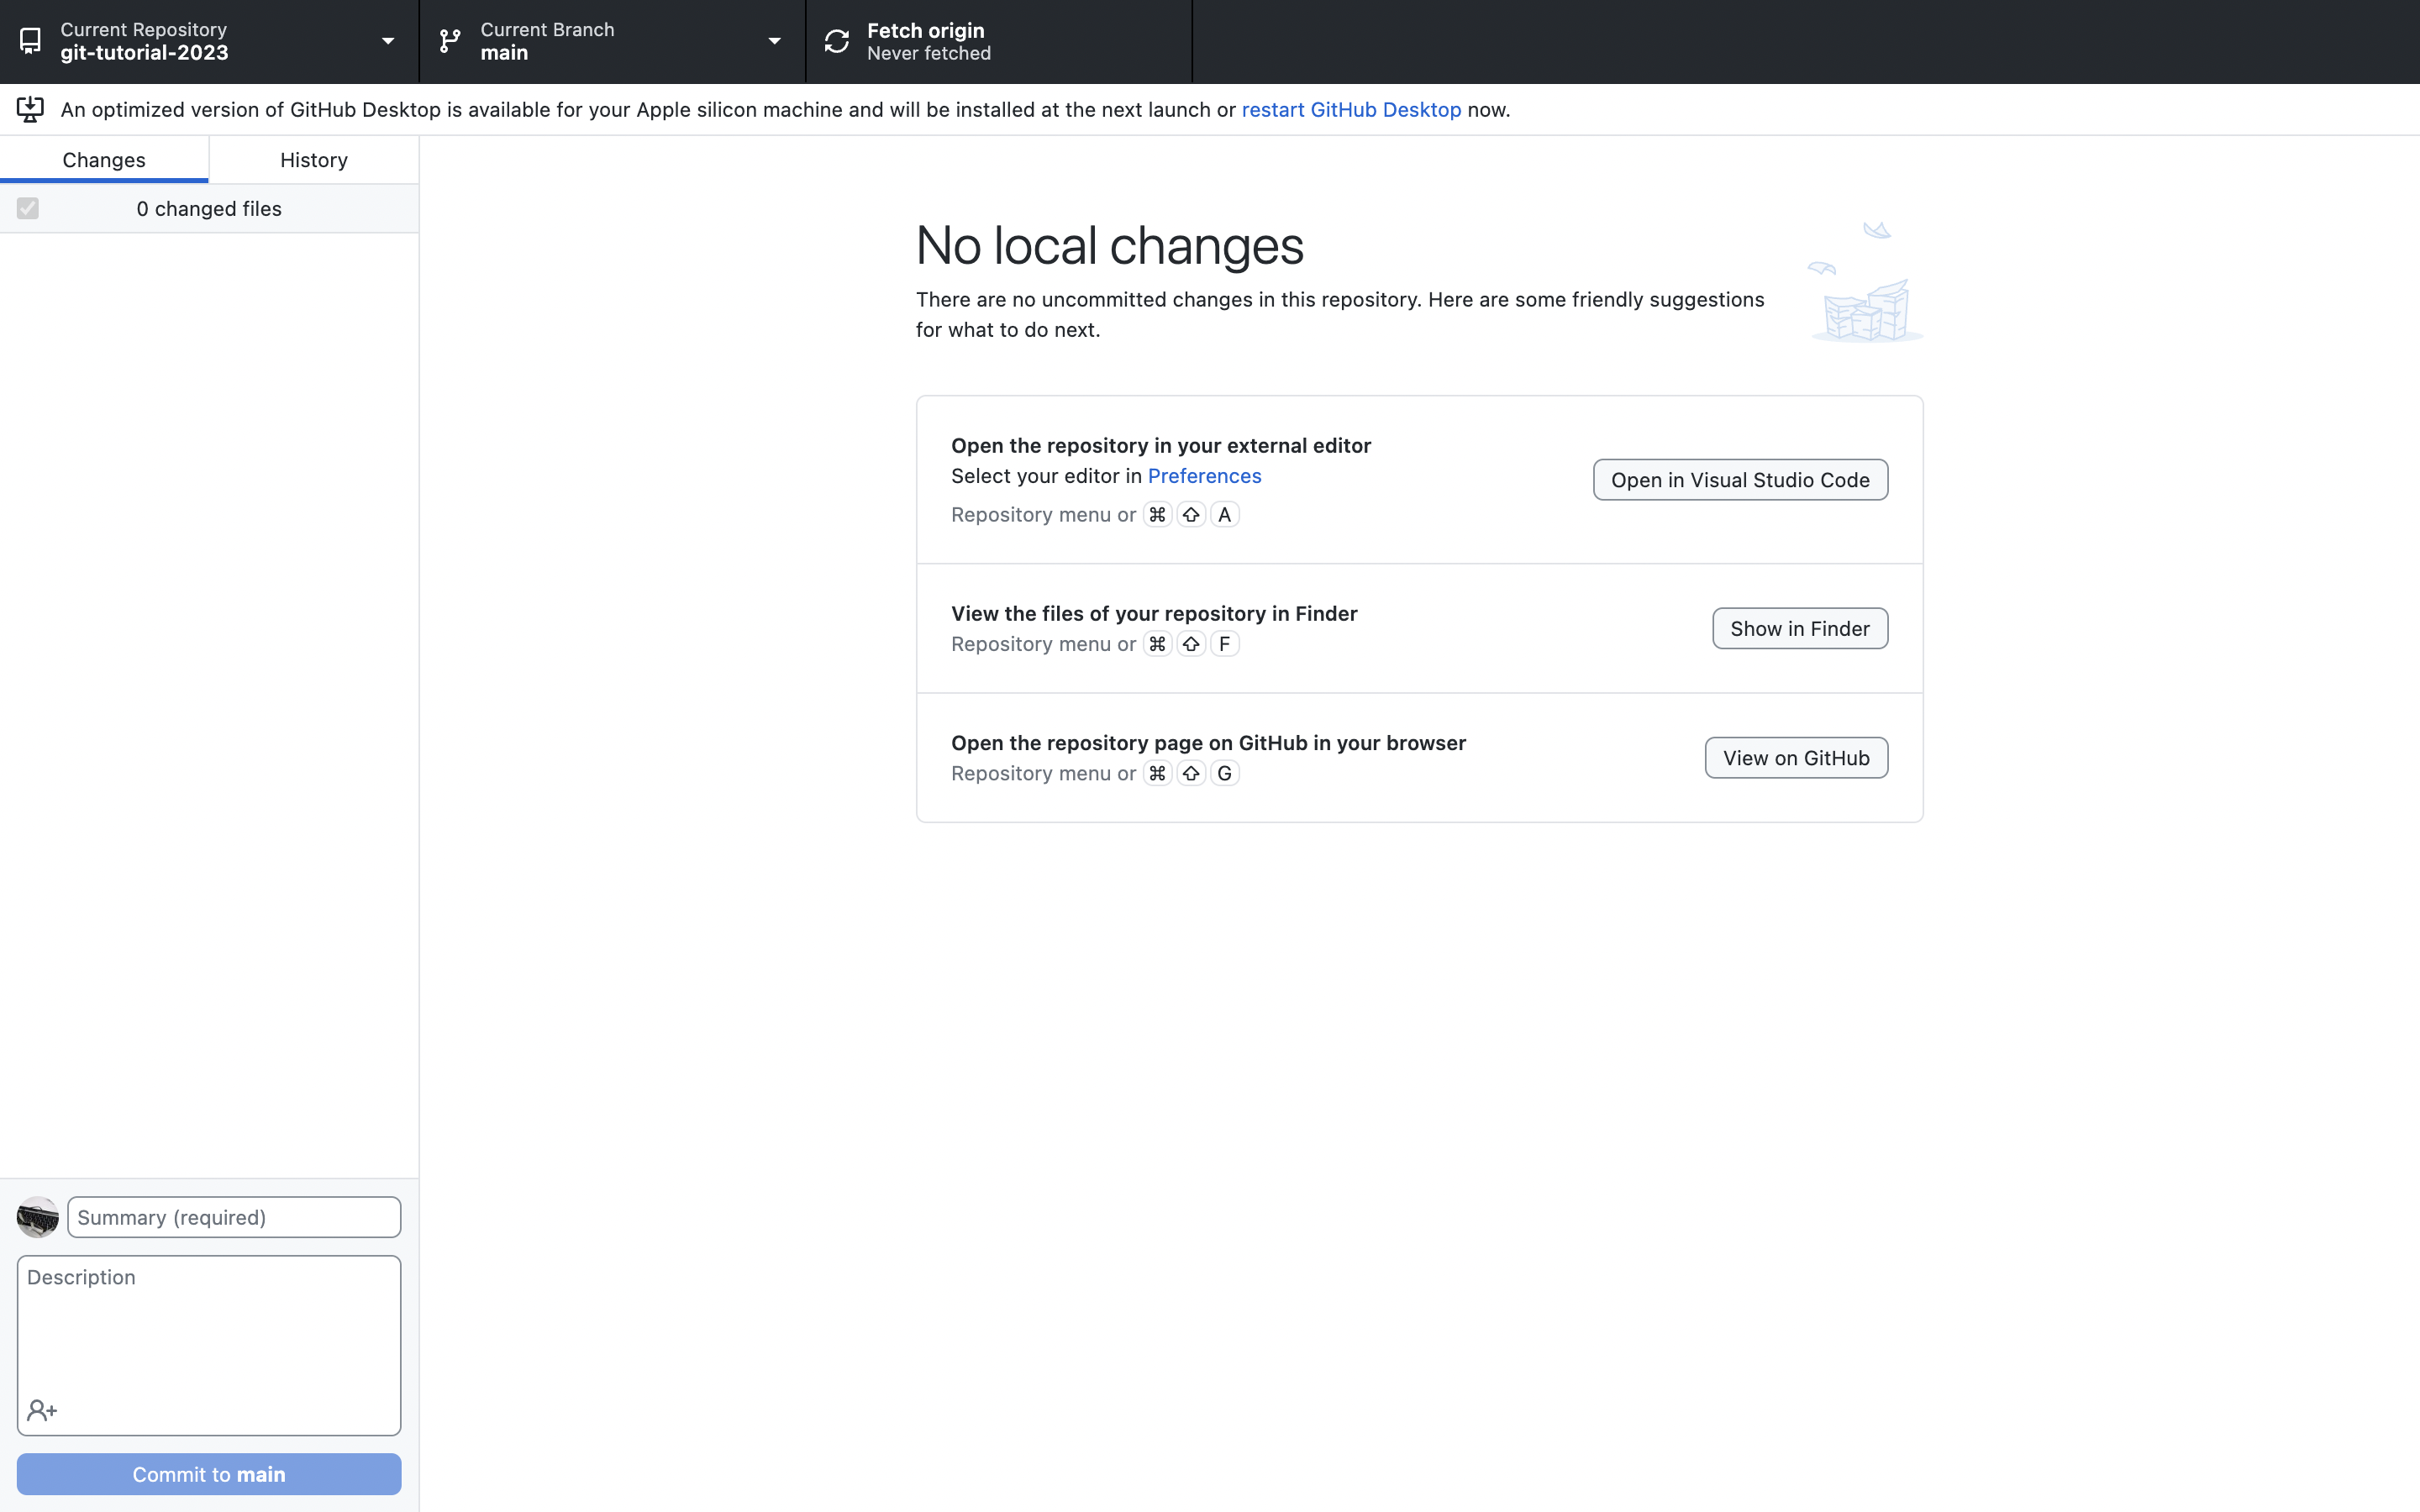 Current Repository
git-tutorial-2023
Current Branch
main
Fetch origin
Never fetched
An optimized version of GitHub Desktop is available for your Apple silicon machine and will be installed at the next launch or restart GitHub Desktop now.
Changes
History
0 changed files
No local changes
There are no uncommitted changes in this repository. Here are some friendly suggestions
for what to do next.
Open the repository in your external editor
Select your editor in Preferences
Repository menu or ⌘ ⇧ A
Open in Visual Studio Code
View the files of your repository in Finder
Repository menu or ⌘ ⇧ F
Show in Finder
Open the repository page on GitHub in your browser
Repository menu or ⌘ ⇧ G
View on GitHub
Summary (required)
Description
Commit to main